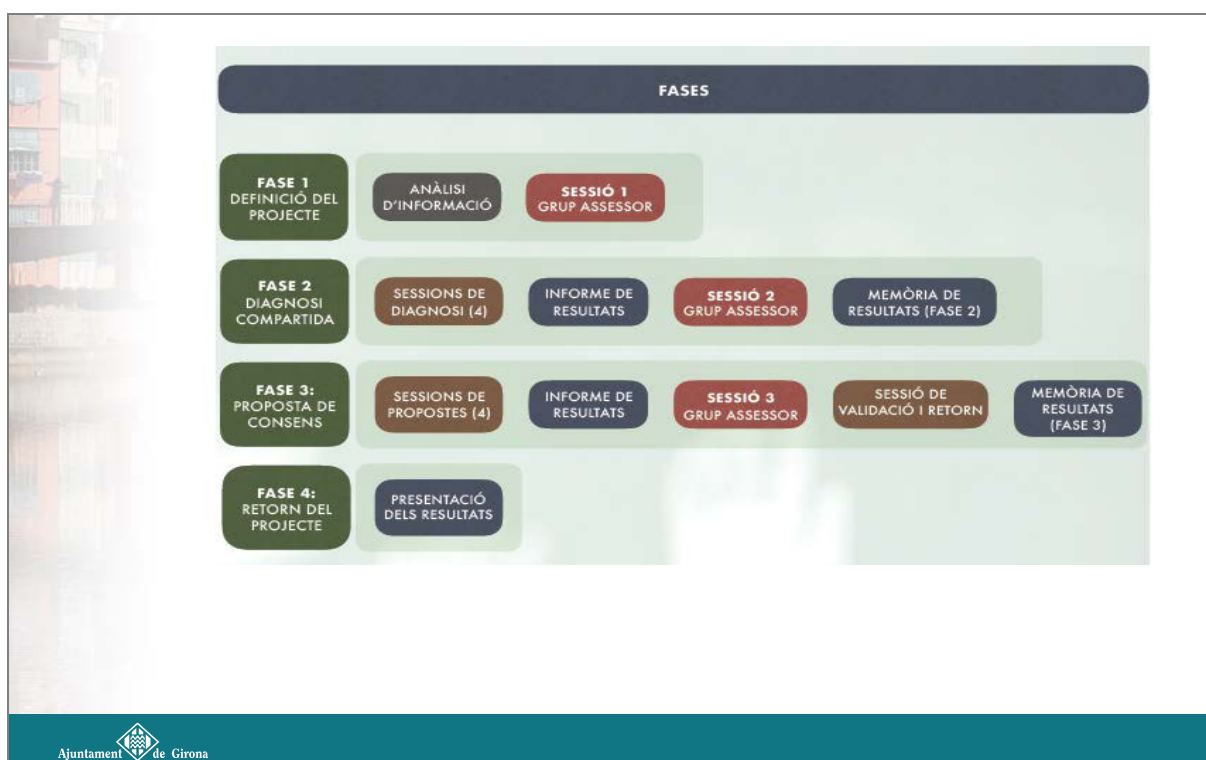 FASES
FASE 1
DEFINICIÓ DEL
PROJECTE
ANÀLISI
D'INFORMACIÓ
SESSIÓ 1
GRUP ASSESSOR
FASE 2
DIAGNOSI
COMPARTIDA
SESSIONS DE
DIAGNOSI (4)
INFORME DE
RESULTATS
SESSIÓ 2
GRUP ASSESSOR
MEMÒRIA DE
RESULTATS (FASE 2)
FASE 3:
PROPOSTA DE
CONSENS
SESSIONS DE
PROPOSTES (4)
INFORME DE
RESULTATS
SESSIÓ 3
GRUP ASSESSOR
SESSIÓ DE
VALIDACIÓ I RETORN
MEMÒRIA DE
RESULTATS
(FASE 3)
FASE 4:
RETORN DEL
PROJECTE
PRESENTACIÓ
DELS RESULTATS
Ajuntament de Girona